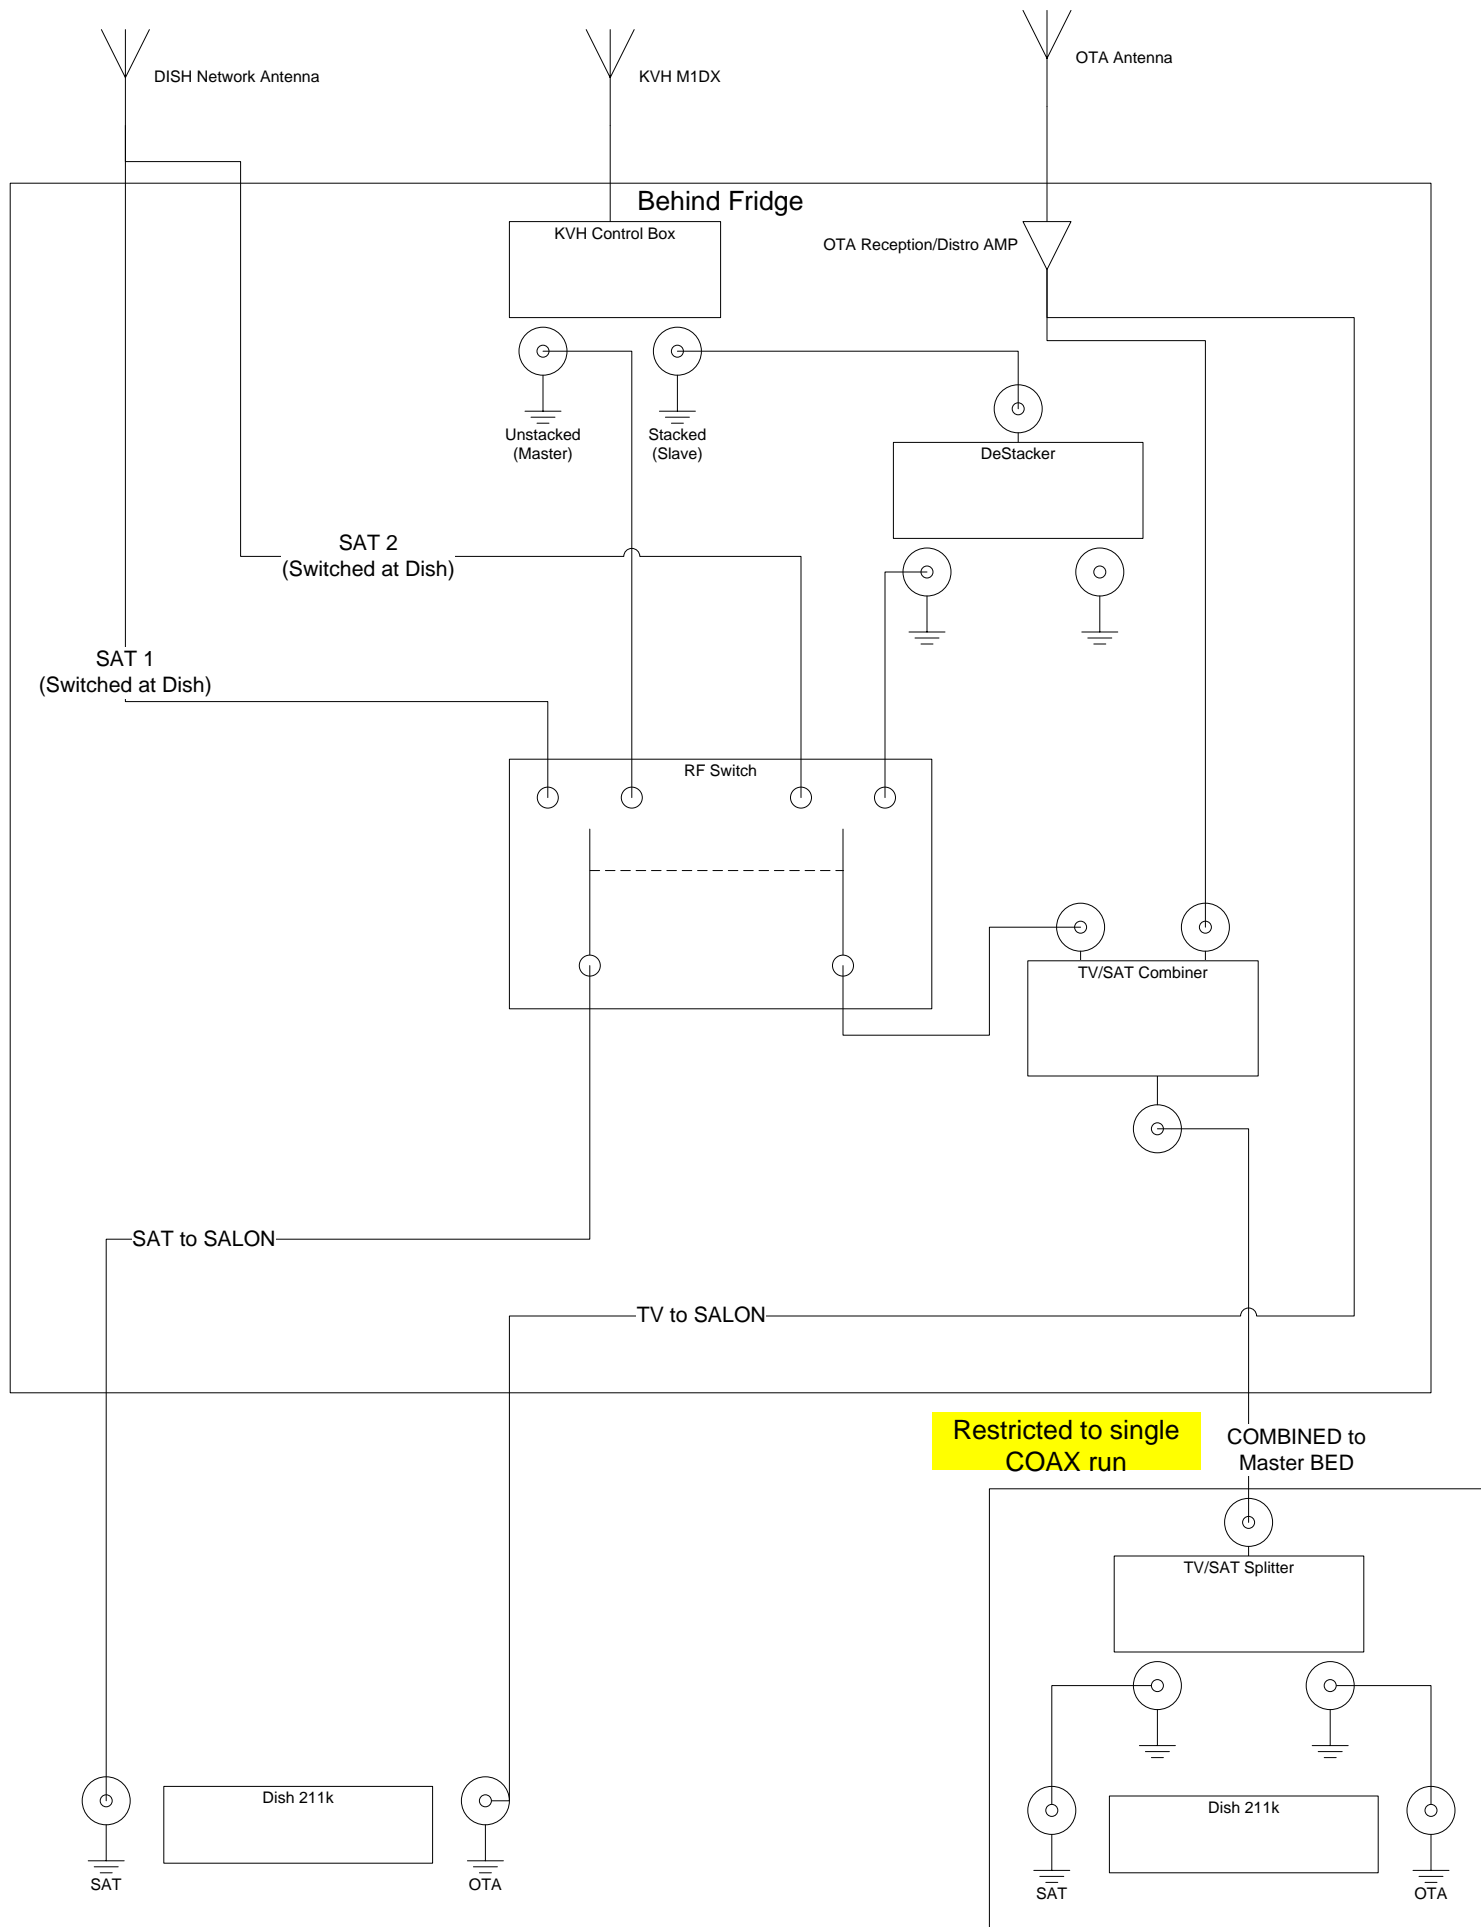 DISH Network Antenna
KVH M1DX
OTA Antenna
Behind Fridge
KVH Control Box
OTA Reception/Distro AMP
Unstacked
(Master)
Stacked
(Slave)
DeStacker
SAT 2
(Switched at Dish)
SAT 1
(Switched at Dish)
RF Switch
TV/SAT Combiner
SAT to SALON
TV to SALON
Restricted to single
COAX run
COMBINED to
Master BED
TV/SAT Splitter
Dish 211k
SAT
OTA
Dish 211k
SAT
OTA